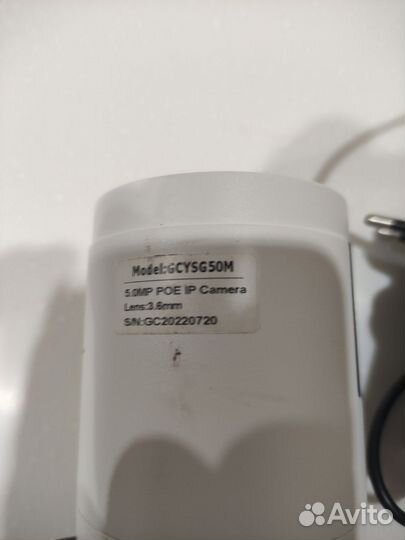 Model:GCYSG50M
5.0MP POE IP Camera
Lens:3.6mm
S/N:GC20220720
Avito